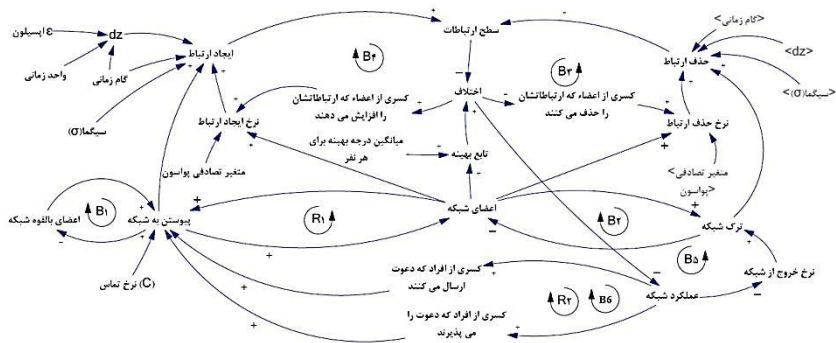 سطح ارتباطات
<گام زمانی>
εاپسیلون
dz
ایجاد ارتباط
B۴
B۳
حذف ارتباط
<dz>
واحد زمانی
گام زمانی
اختلاف
<سیگما(σ)>
کسری از اعضاء که ارتباطاتشان
را افزایش می دهند
کسری از اعضاء که ارتباطاتشان
را حذف می کنند
سیگما(σ)
نرخ ایجاد ارتباط
نرخ حذف ارتباط
میانگین درجه بهینه برای
هر نفر
تابع بهینه
متغیر تصادفی پواسون
<متغیر تصادفی
پواسون>
اعضای بالقوه شبکه
B۱
پیوستن به شبکه
R۱
اعضای شبکه
B۲
ترک شبکه
B۵
نرخ تماس (C)
کسری از افراد که دعوت
ارسال می کنند
نرخ خروج از شبکه
R۲
B6
عملکرد شبکه
کسری از افراد که دعوت را
می پذیرند